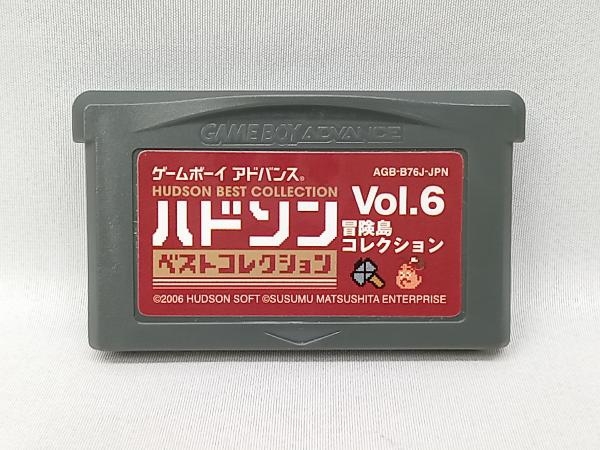 GAME BOY ADVANCE
ゲームボーイ アドバンス®
AGB-B76J-JPN
HUDSON BEST COLLECTION
Vol.6
ハドソン
冒険島
コレクション
ベストコレクション
©2006 HUDSON SOFT ©SUSUMU MATSUSHITA ENTERPRISE